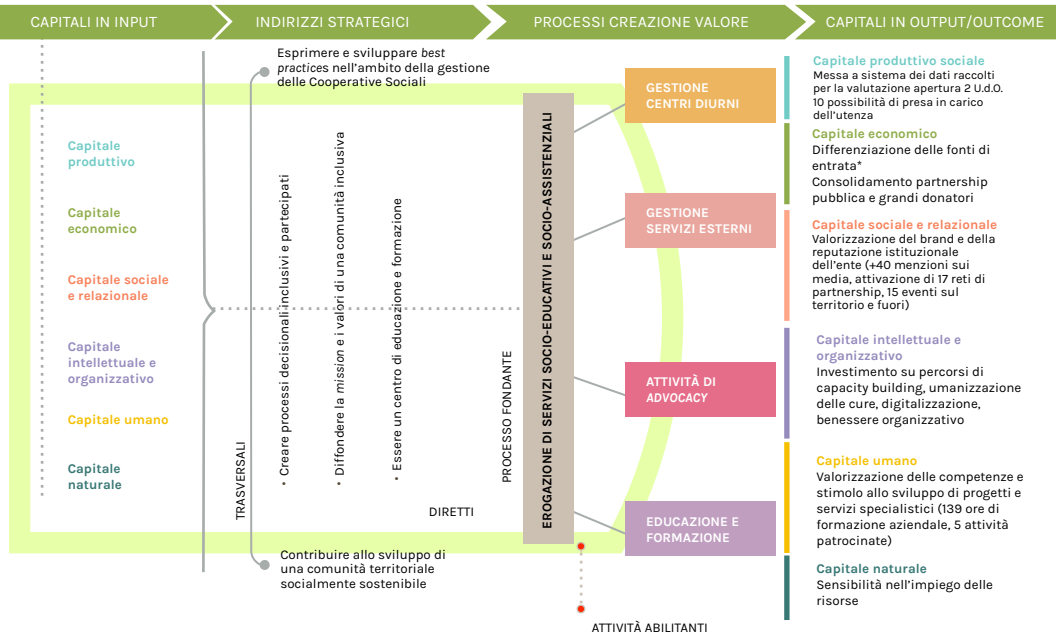 CAPITALI IN INPUT
INDIRIZZI STRATEGICI
PROCESSI CREAZIONE VALORE
CAPITALI IN OUTPUT/OUTCOME
Capitale
produttivo
Capitale
economico
Capitale sociale
e relazionale
Capitale
intellettuale e
organizzativo
Capitale umano
Capitale
naturale
Esprimere e sviluppare best
practices nell'ambito della gestione
delle Cooperative Sociali
TRASVERSALI
• Creare processi decisionali inclusivi e partecipati
• Diffondere la mission e i valori di una comunità inclusiva
• Essere un centro di educazione e formazione
DIRETTI
Contribuire allo sviluppo di
una comunità territoriale
socialmente sostenibile
PROCESSO FONDANTE
EROGAZIONE DI SERVIZI SOCIO-EDUCATIVI E SOCIO-ASSISTENZIALI
GESTIONE
CENTRI DIURNI
GESTIONE
SERVIZI ESTERNI
ATTIVITÀ DI
ADVOCACY
EDUCAZIONE E
FORMAZIONE
ATTIVITÀ ABILITANTI
Capitale produttivo sociale
Messa a sistema dei dati raccolti
per la valutazione apertura 2 U.d.O.
10 possibilità di presa in carico
dell'utenza
Capitale economico
Differenziazione delle fonti di
entrata*
Consolidamento partnership
pubblica e grandi donatori
Capitale sociale e relazionale
Valorizzazione del brand e della
reputazione istituzionale
dell'ente (+40 menzioni sui
media, attivazione di 17 reti di
partnership, 15 eventi sul
territorio e fuori)
Capitale intellettuale e
organizzativo
Investimento su percorsi di
capacity building, umanizzazione
delle cure, digitalizzazione,
benessere organizzativo
Capitale umano
Valorizzazione delle competenze e
stimolo allo sviluppo di progetti e
servizi specialistici (139 ore di
formazione aziendale, 5 attività
patrocinate)
Capitale naturale
Sensibilità nell'impiego delle
risorse